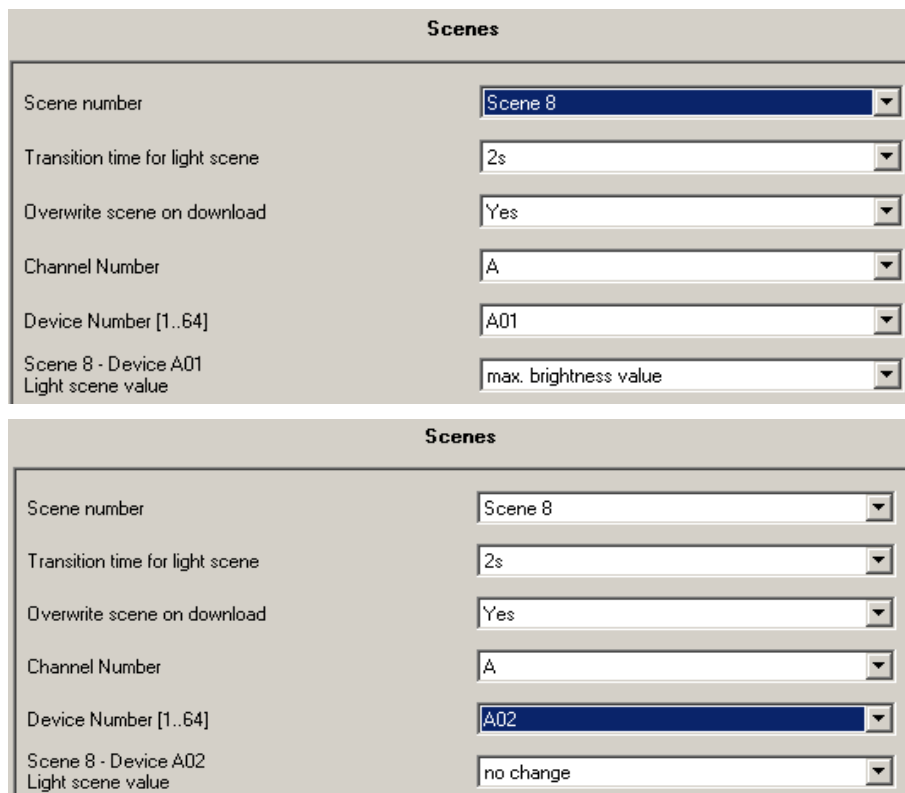 Scenes
Scene number Scene 8
Transition time for light scene 2s
Overwrite scene on download Yes
Channel Number A
Device Number [1..64] A01
Scene 8 - Device A01
Light scene value max. brightness value
Scenes
Scene number Scene 8
Transition time for light scene 2s
Overwrite scene on download Yes
Channel Number A
Device Number [1..64] A02
Scene 8 - Device A02
Light scene value no change